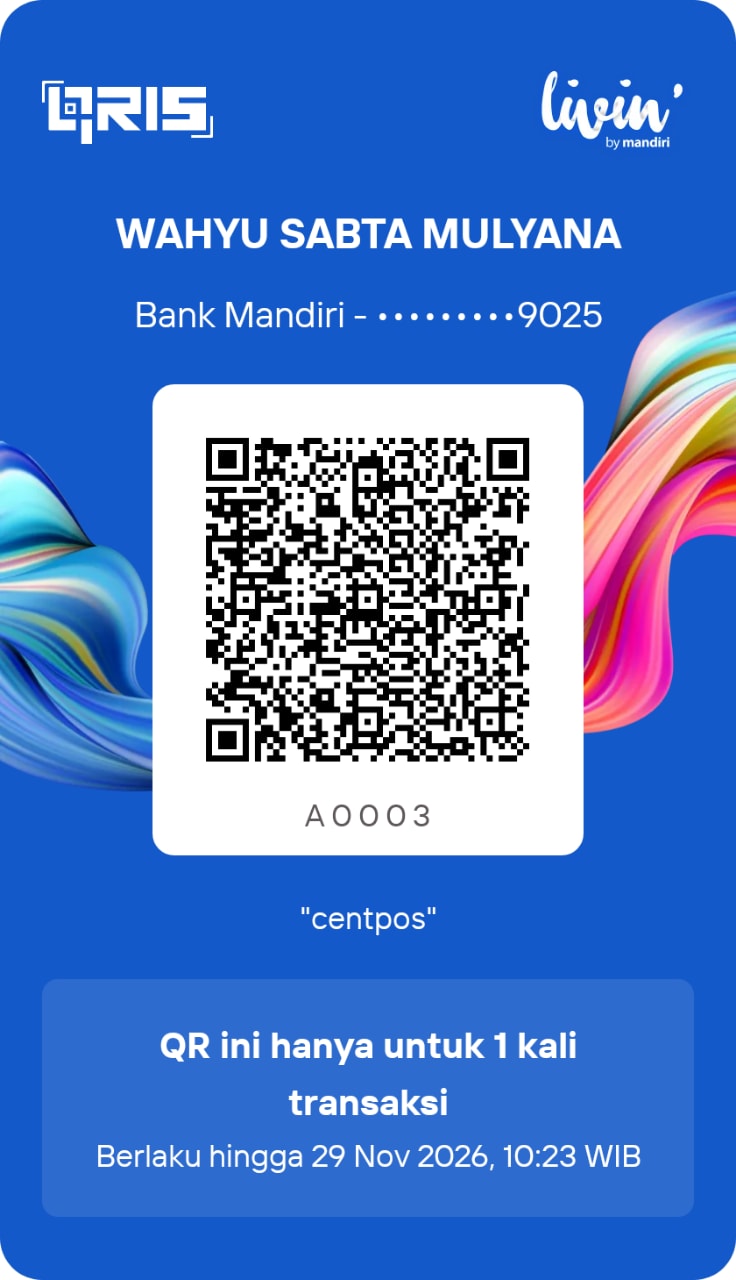 QRIS
livin'
by mandiri
WAHYU SABTA MULYANA
Bank Mandiri - •••••••••9025
A0003
"centpos"
QR ini hanya untuk 1 kali
transaksi
Berlaku hingga 29 Nov 2026, 10:23 WIB